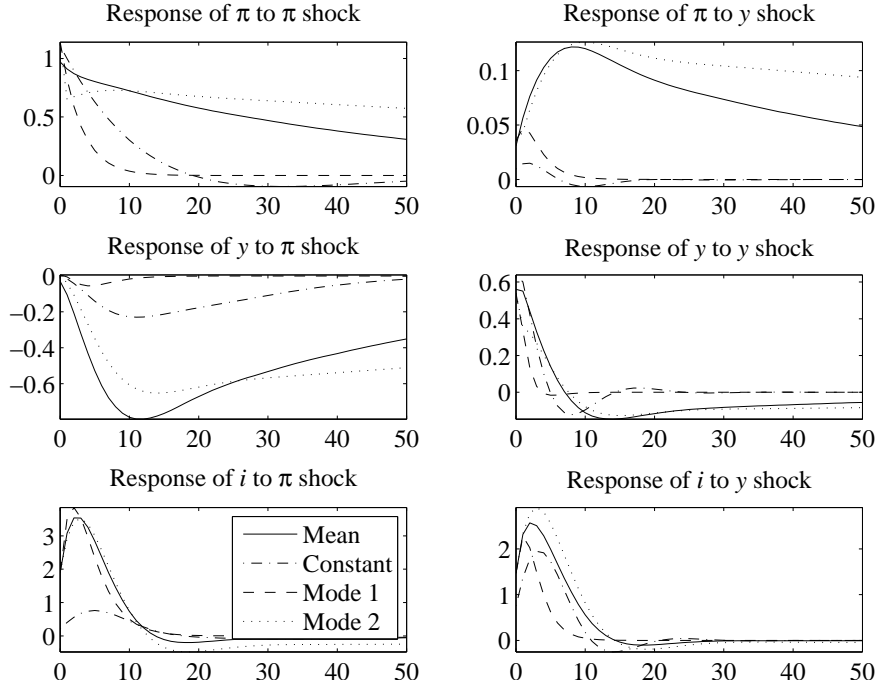 Response of π to π shock
1
0.5
0
0 10 20 30 40 50
Response of π to y shock
0.1
0.05
0
0 10 20 30 40 50
Response of y to π shock
0
−0.2
−0.4
−0.6
0 10 20 30 40 50
Response of y to y shock
0.6
0.4
0.2
0
0 10 20 30 40 50
Response of i to π shock
3
2
1
0
0 10 20 30 40 50
Mean
Constant
Mode 1
Mode 2
Response of i to y shock
2
1
0
0 10 20 30 40 50